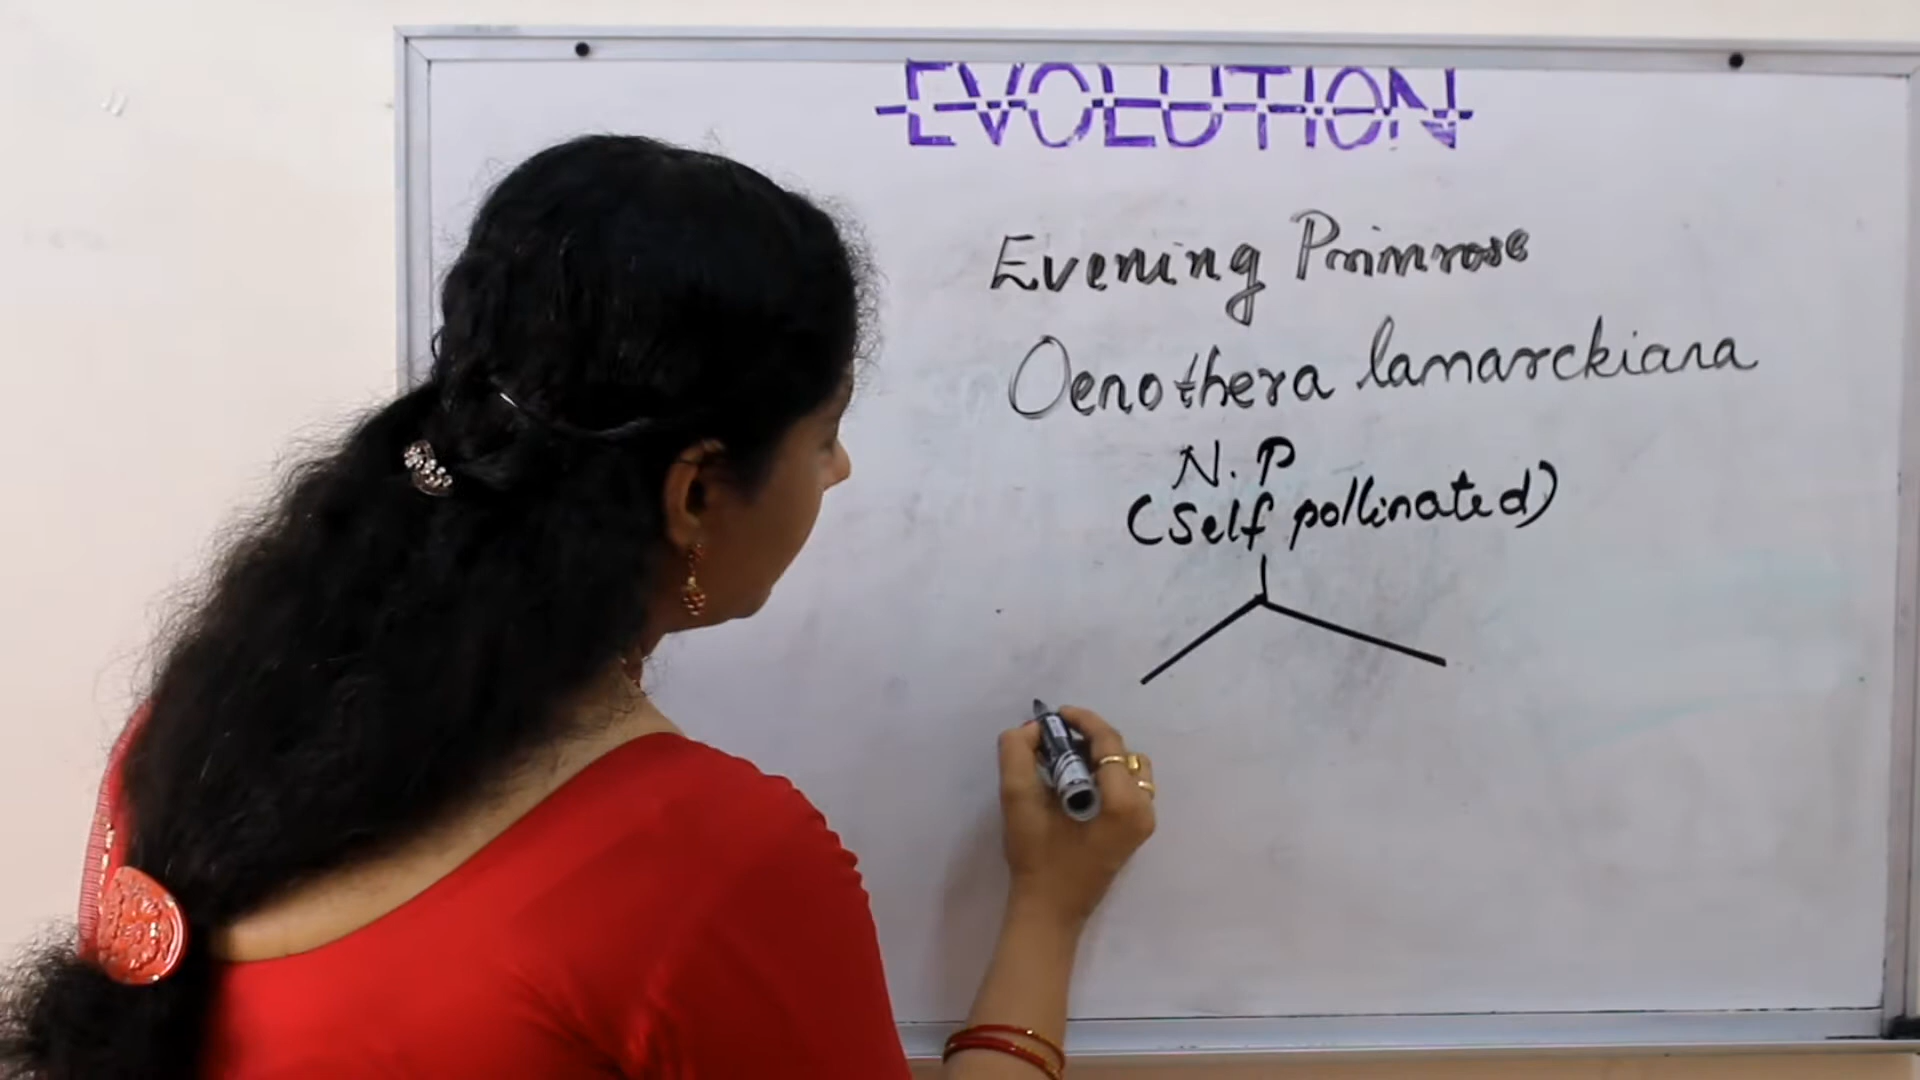 EVOLUTION
Evening Primrose
Oenothera lamarckiana
N.P
(Self pollinated)